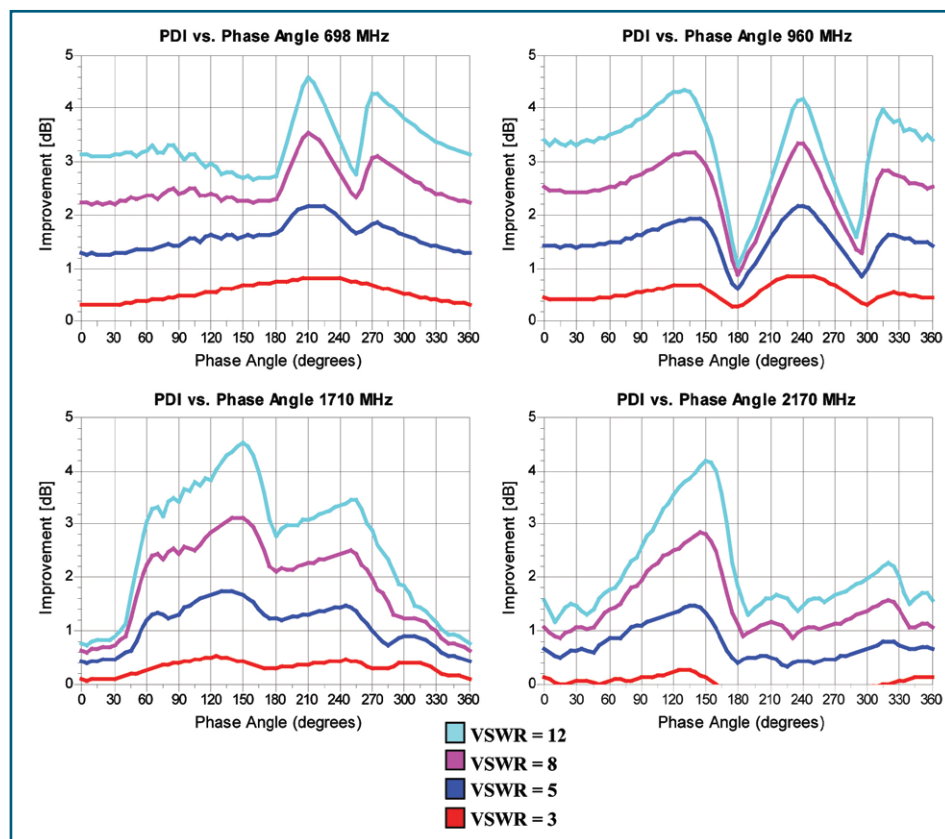 PDI vs. Phase Angle 698 MHz
Improvement [dB]
5
4
3
2
1
0
0 30 60 90 120 150 180 210 240 270 300 330 360
Phase Angle (degrees)
PDI vs. Phase Angle 960 MHz
Improvement [dB]
5
4
3
2
1
0
0 30 60 90 120 150 180 210 240 270 300 330 360
Phase Angle (degrees)
PDI vs. Phase Angle 1710 MHz
Improvement [dB]
5
4
3
2
1
0
0 30 60 90 120 150 180 210 240 270 300 330 360
Phase Angle (degrees)
PDI vs. Phase Angle 2170 MHz
Improvement [dB]
5
4
3
2
1
0
0 30 60 90 120 150 180 210 240 270 300 330 360
Phase Angle (degrees)
VSWR = 12
VSWR = 8
VSWR = 5
VSWR = 3